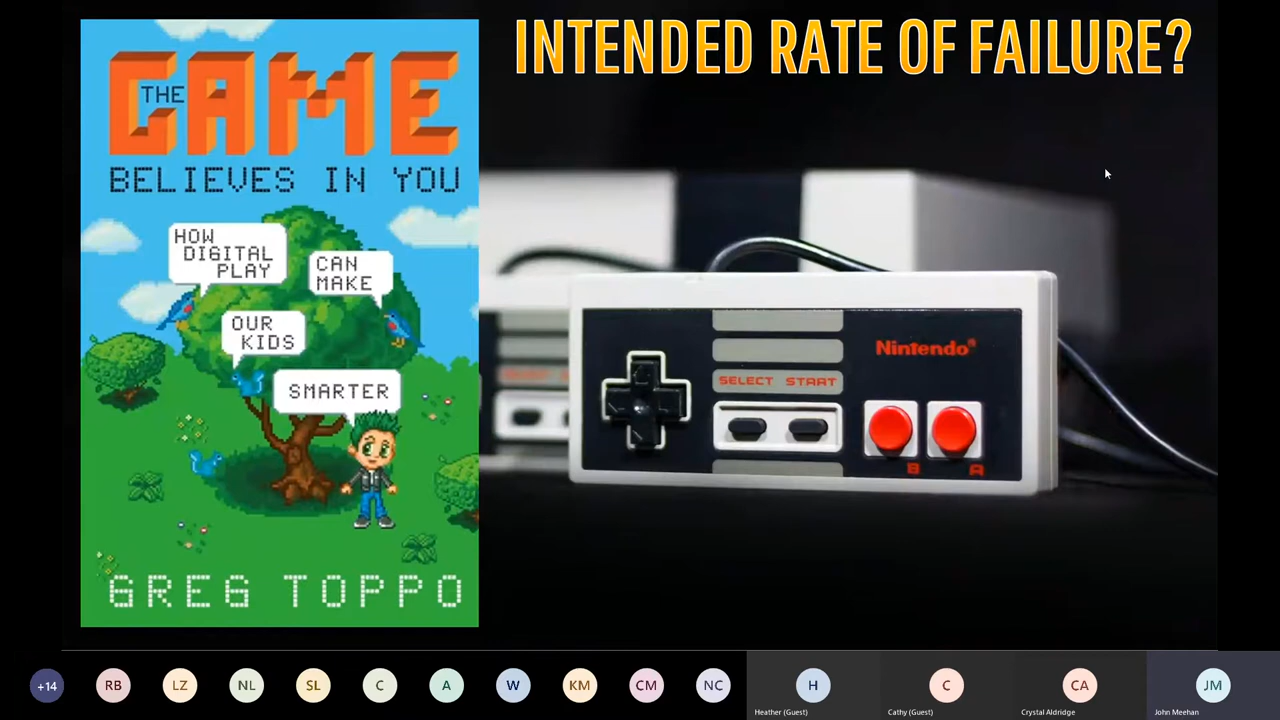 INTENDED RATE OF FAILURE?
THE
GAME
BELIEVES IN YOU
HOW
DIGITAL
PLAY
CAN
MAKE
OUR
KIDS
SMARTER
GREG TOPPO
Nintendo®
SELECT START
B A
+14 RB LZ NL SL C A W KM CM NC H C CA JM
Heather (Guest) Cathy (Guest) Crystal Aldridge John Meehan